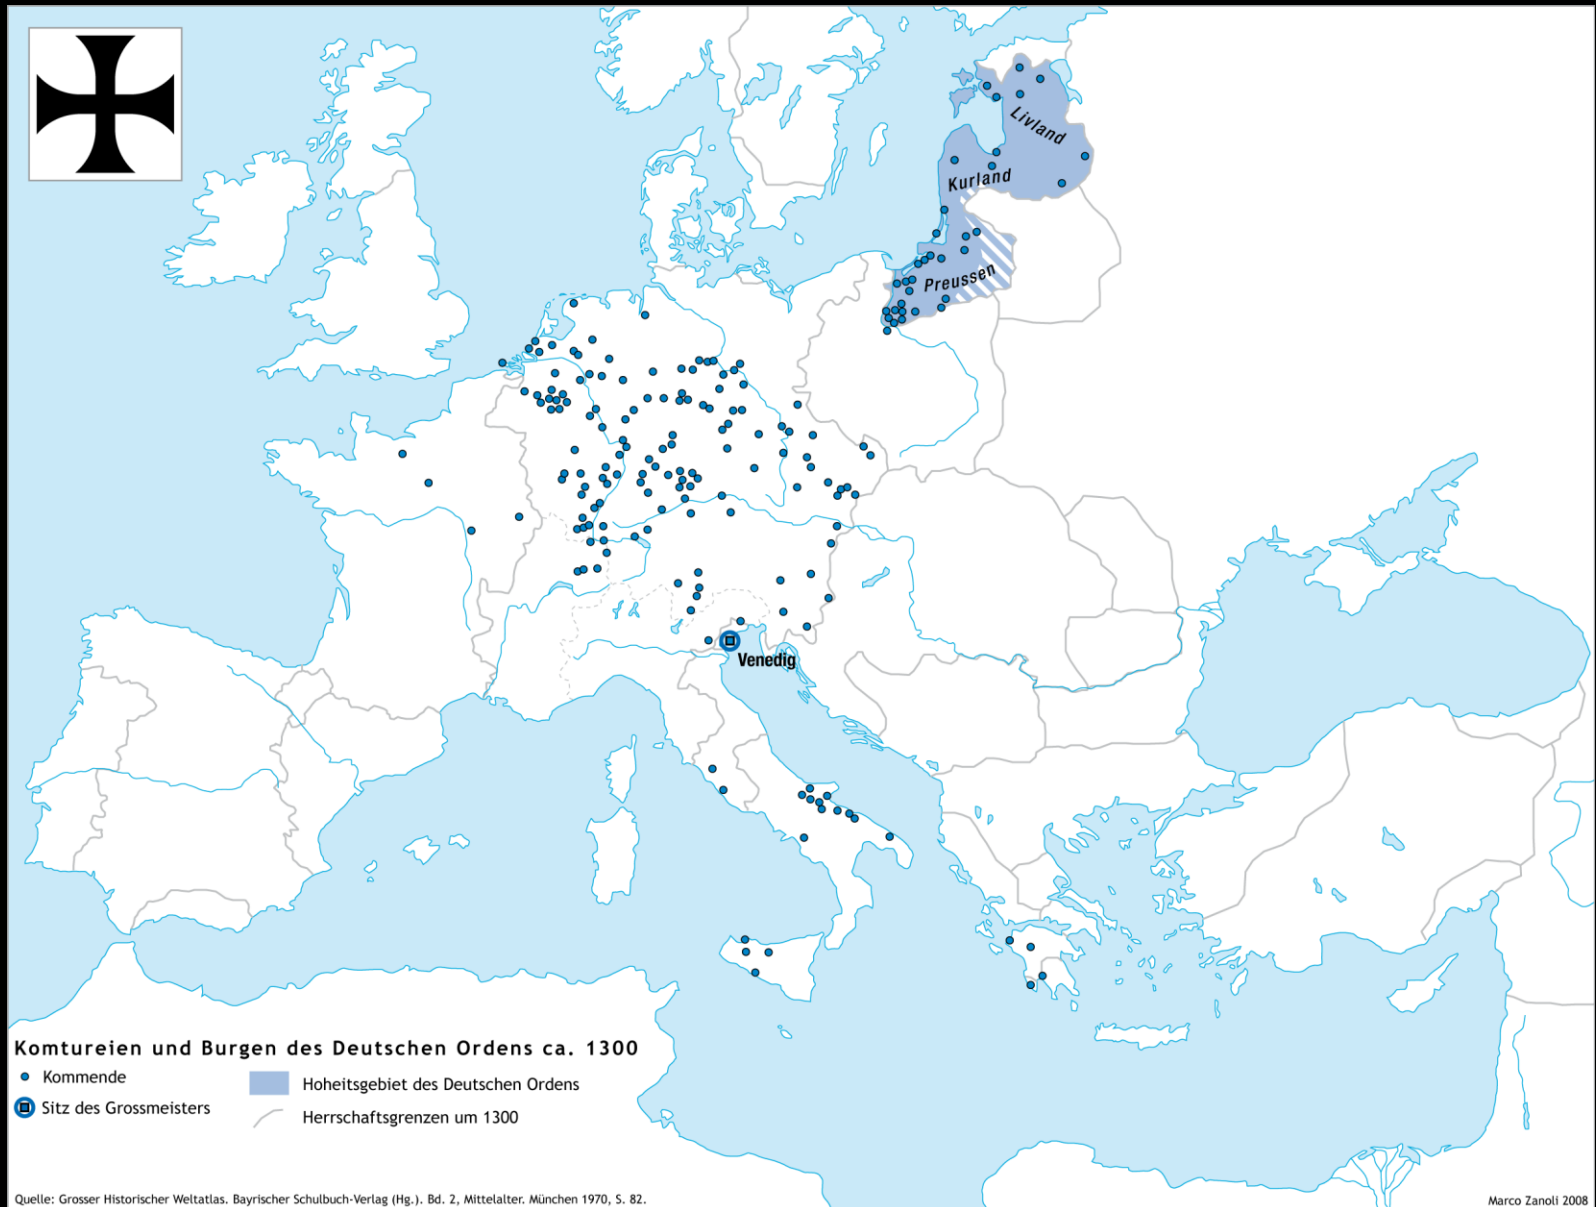 Livland
Kurland
Preussen
Venedig
Komtureien und Burgen des Deutschen Ordens ca. 1300
Kommende
Hoheitsgebiet des Deutschen Ordens
Sitz des Grossmeisters
Herrschaftsgrenzen um 1300
Quelle: Grosser Historischer Weltatlas. Bayrischer Schulbuch-Verlag (Hg.). Bd. 2, Mittelalter. München 1970, S. 82.
Marco Zanoli 2008